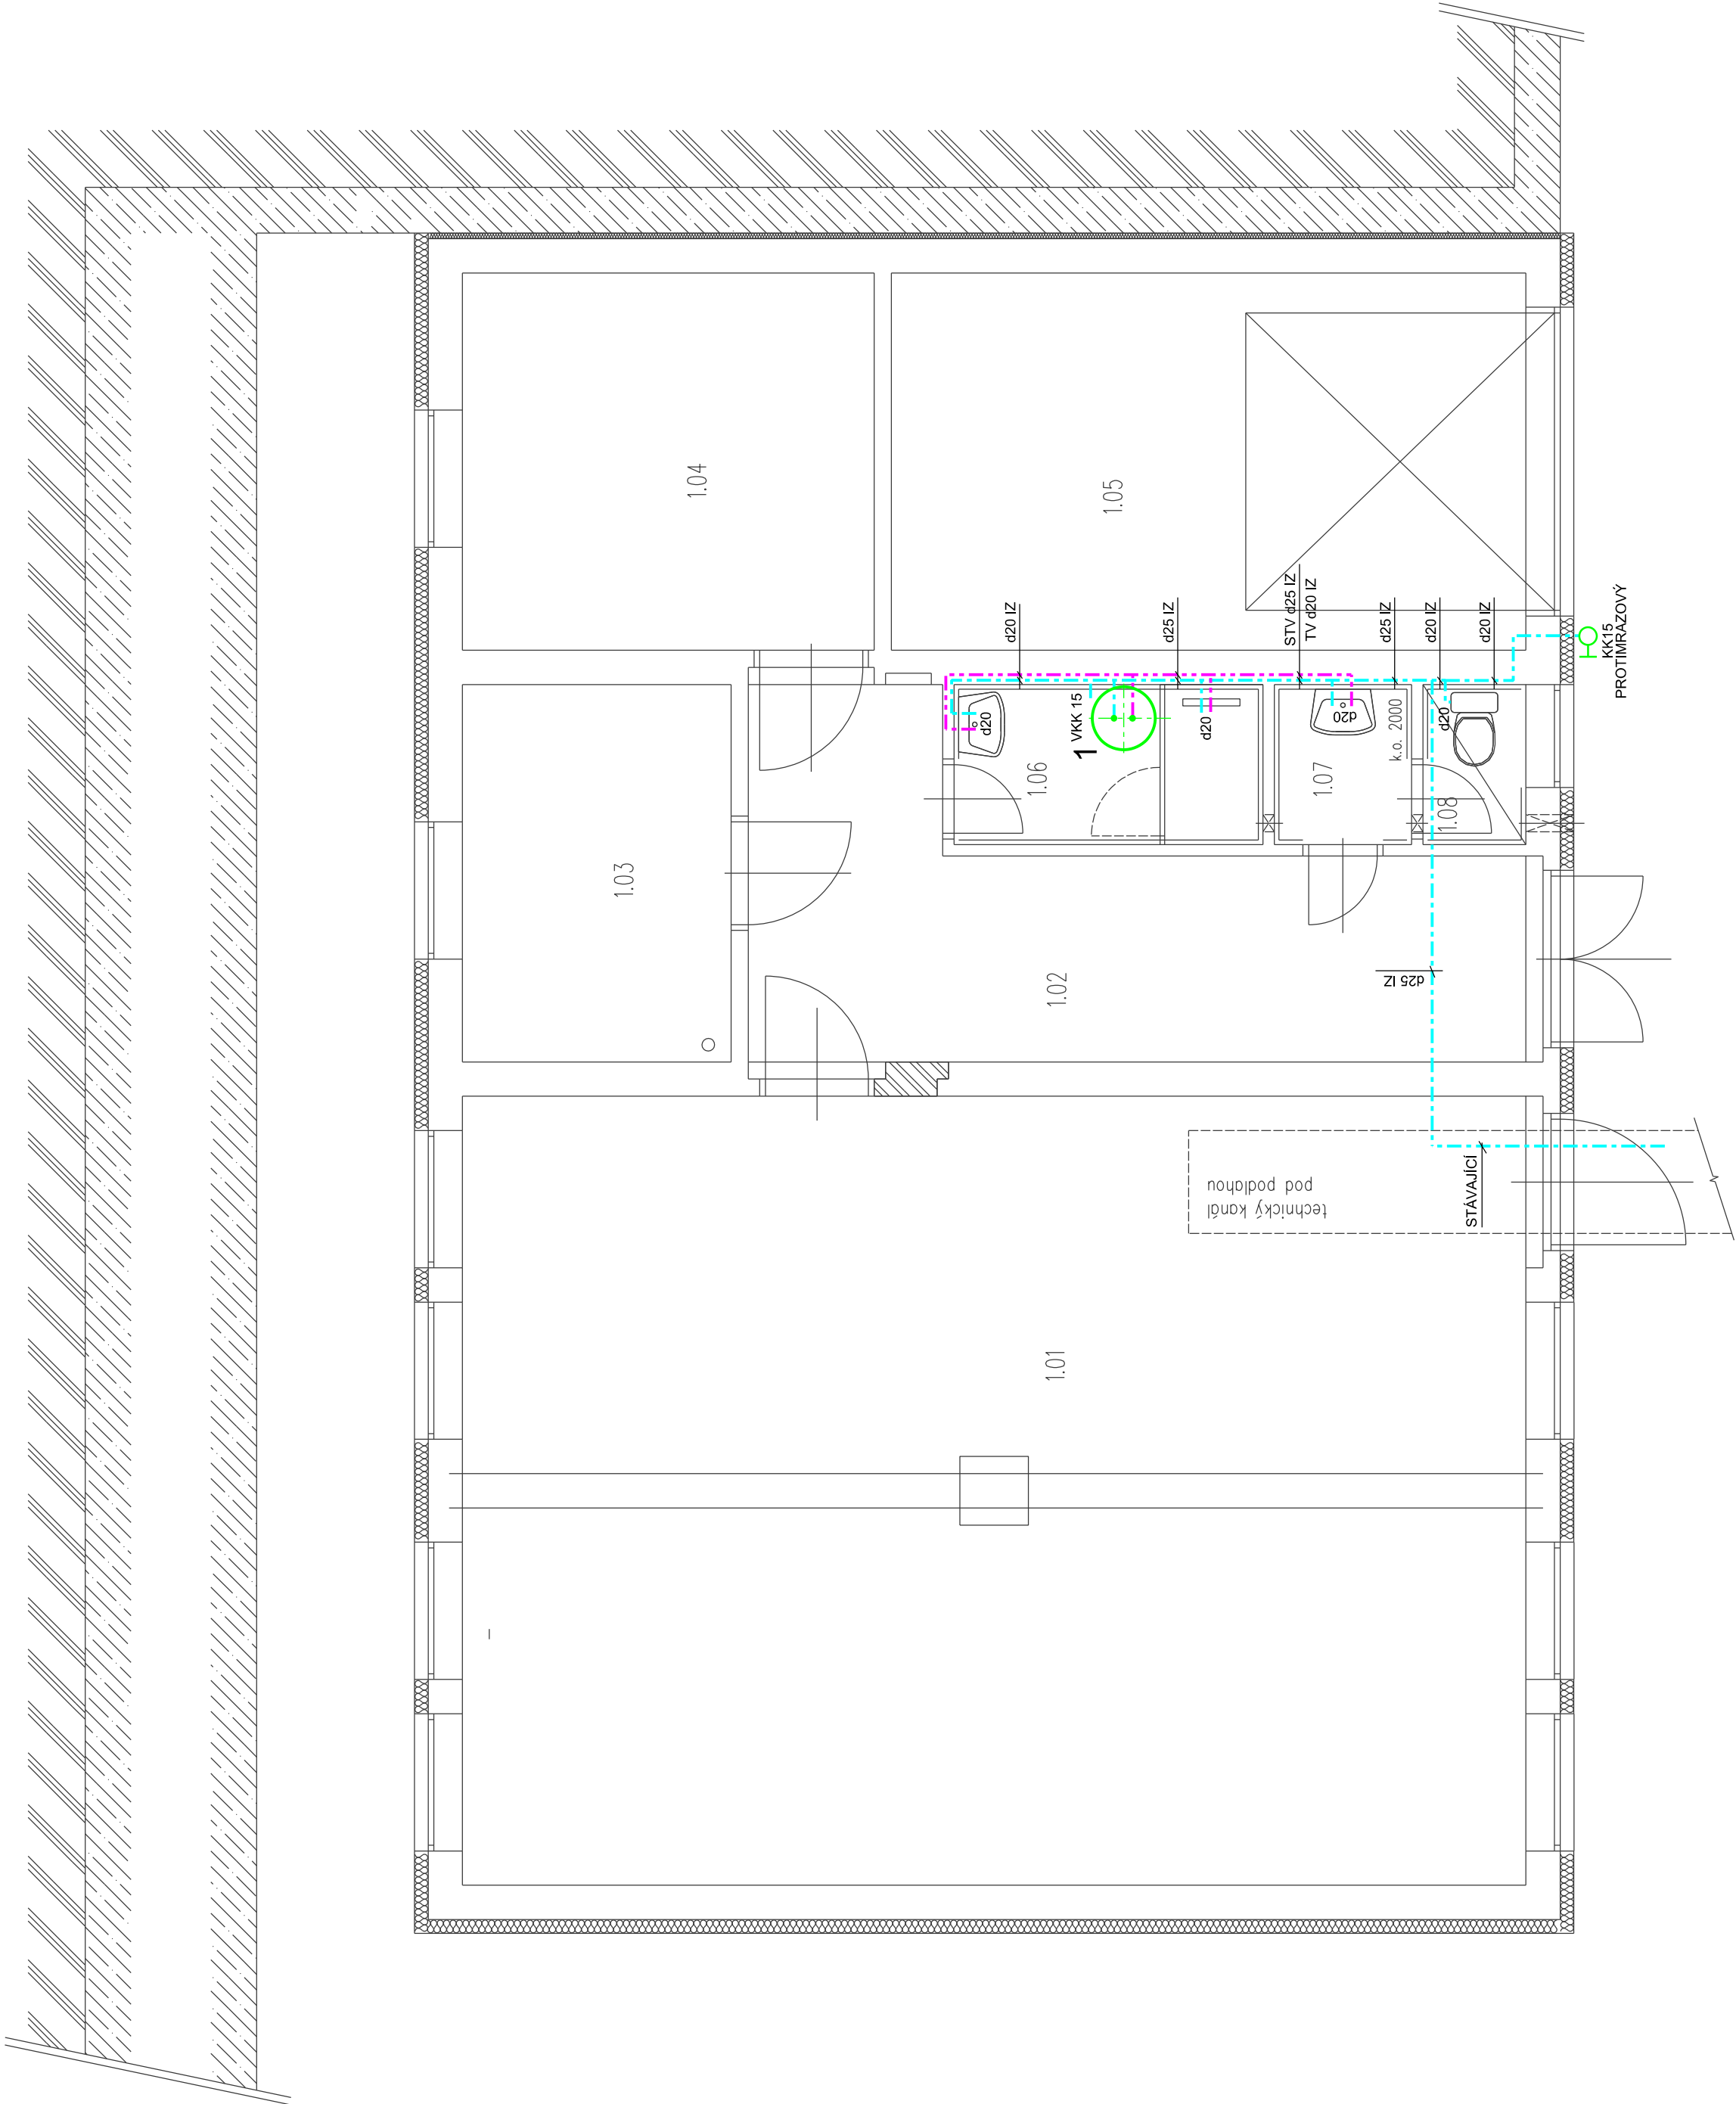 1.04
1.05
d20 IZ
d25 IZ
STV d25 IZ
TV d20 IZ
d25 IZ
d20 IZ
d20 IZ
KK15
PROTIMRAZOVÝ
d20
VKK 15
1
d20
d20
k.o. 2000
d20
1.06
1.07
1.08
1.03
1.02
d25 IZ
technický kanál
pod podlahou
STÁVAJÍCÍ
1.01